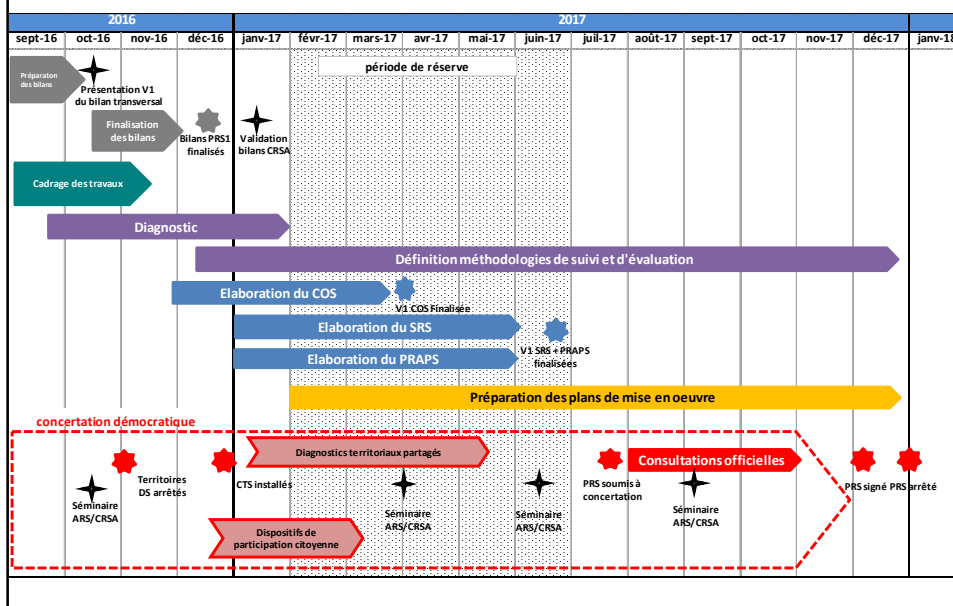 2016
2017
sept-16 oct-16 nov-16 déc-16 janv-17 févr-17 mars-17 avr-17 mai-17 juin-17 juil-17 août-17 sept-17 oct-17 nov-17 déc-17 janv-18
période de réserve
Préparaton
des bilans
Présentation V1
du bilan transversal
Finalisation
des bilans
Bilans PRS1
finalisés
Validation
bilans CRSA
Cadrage des travaux
Diagnostic
Définition méthodologies de suivi et d'évaluation
Elaboration du COS
V1 COS Finalisée
Elaboration du SRS
Elaboration du PRAPS
V1 SRS + PRAPS
finalisées
Préparation des plans de mise en oeuvre
concertation démocratique
Diagnostics territoriaux partagés
Consultations officielles
Territoires
DS arrêtés
CTS installés
PRS soumis à
concertation
PRS signé PRS arrêté
Séminaire
ARS/CRSA
Séminaire
ARS/CRSA
Séminaire
ARS/CRSA
Séminaire
ARS/CRSA
Dispositifs de
participation citoyenne